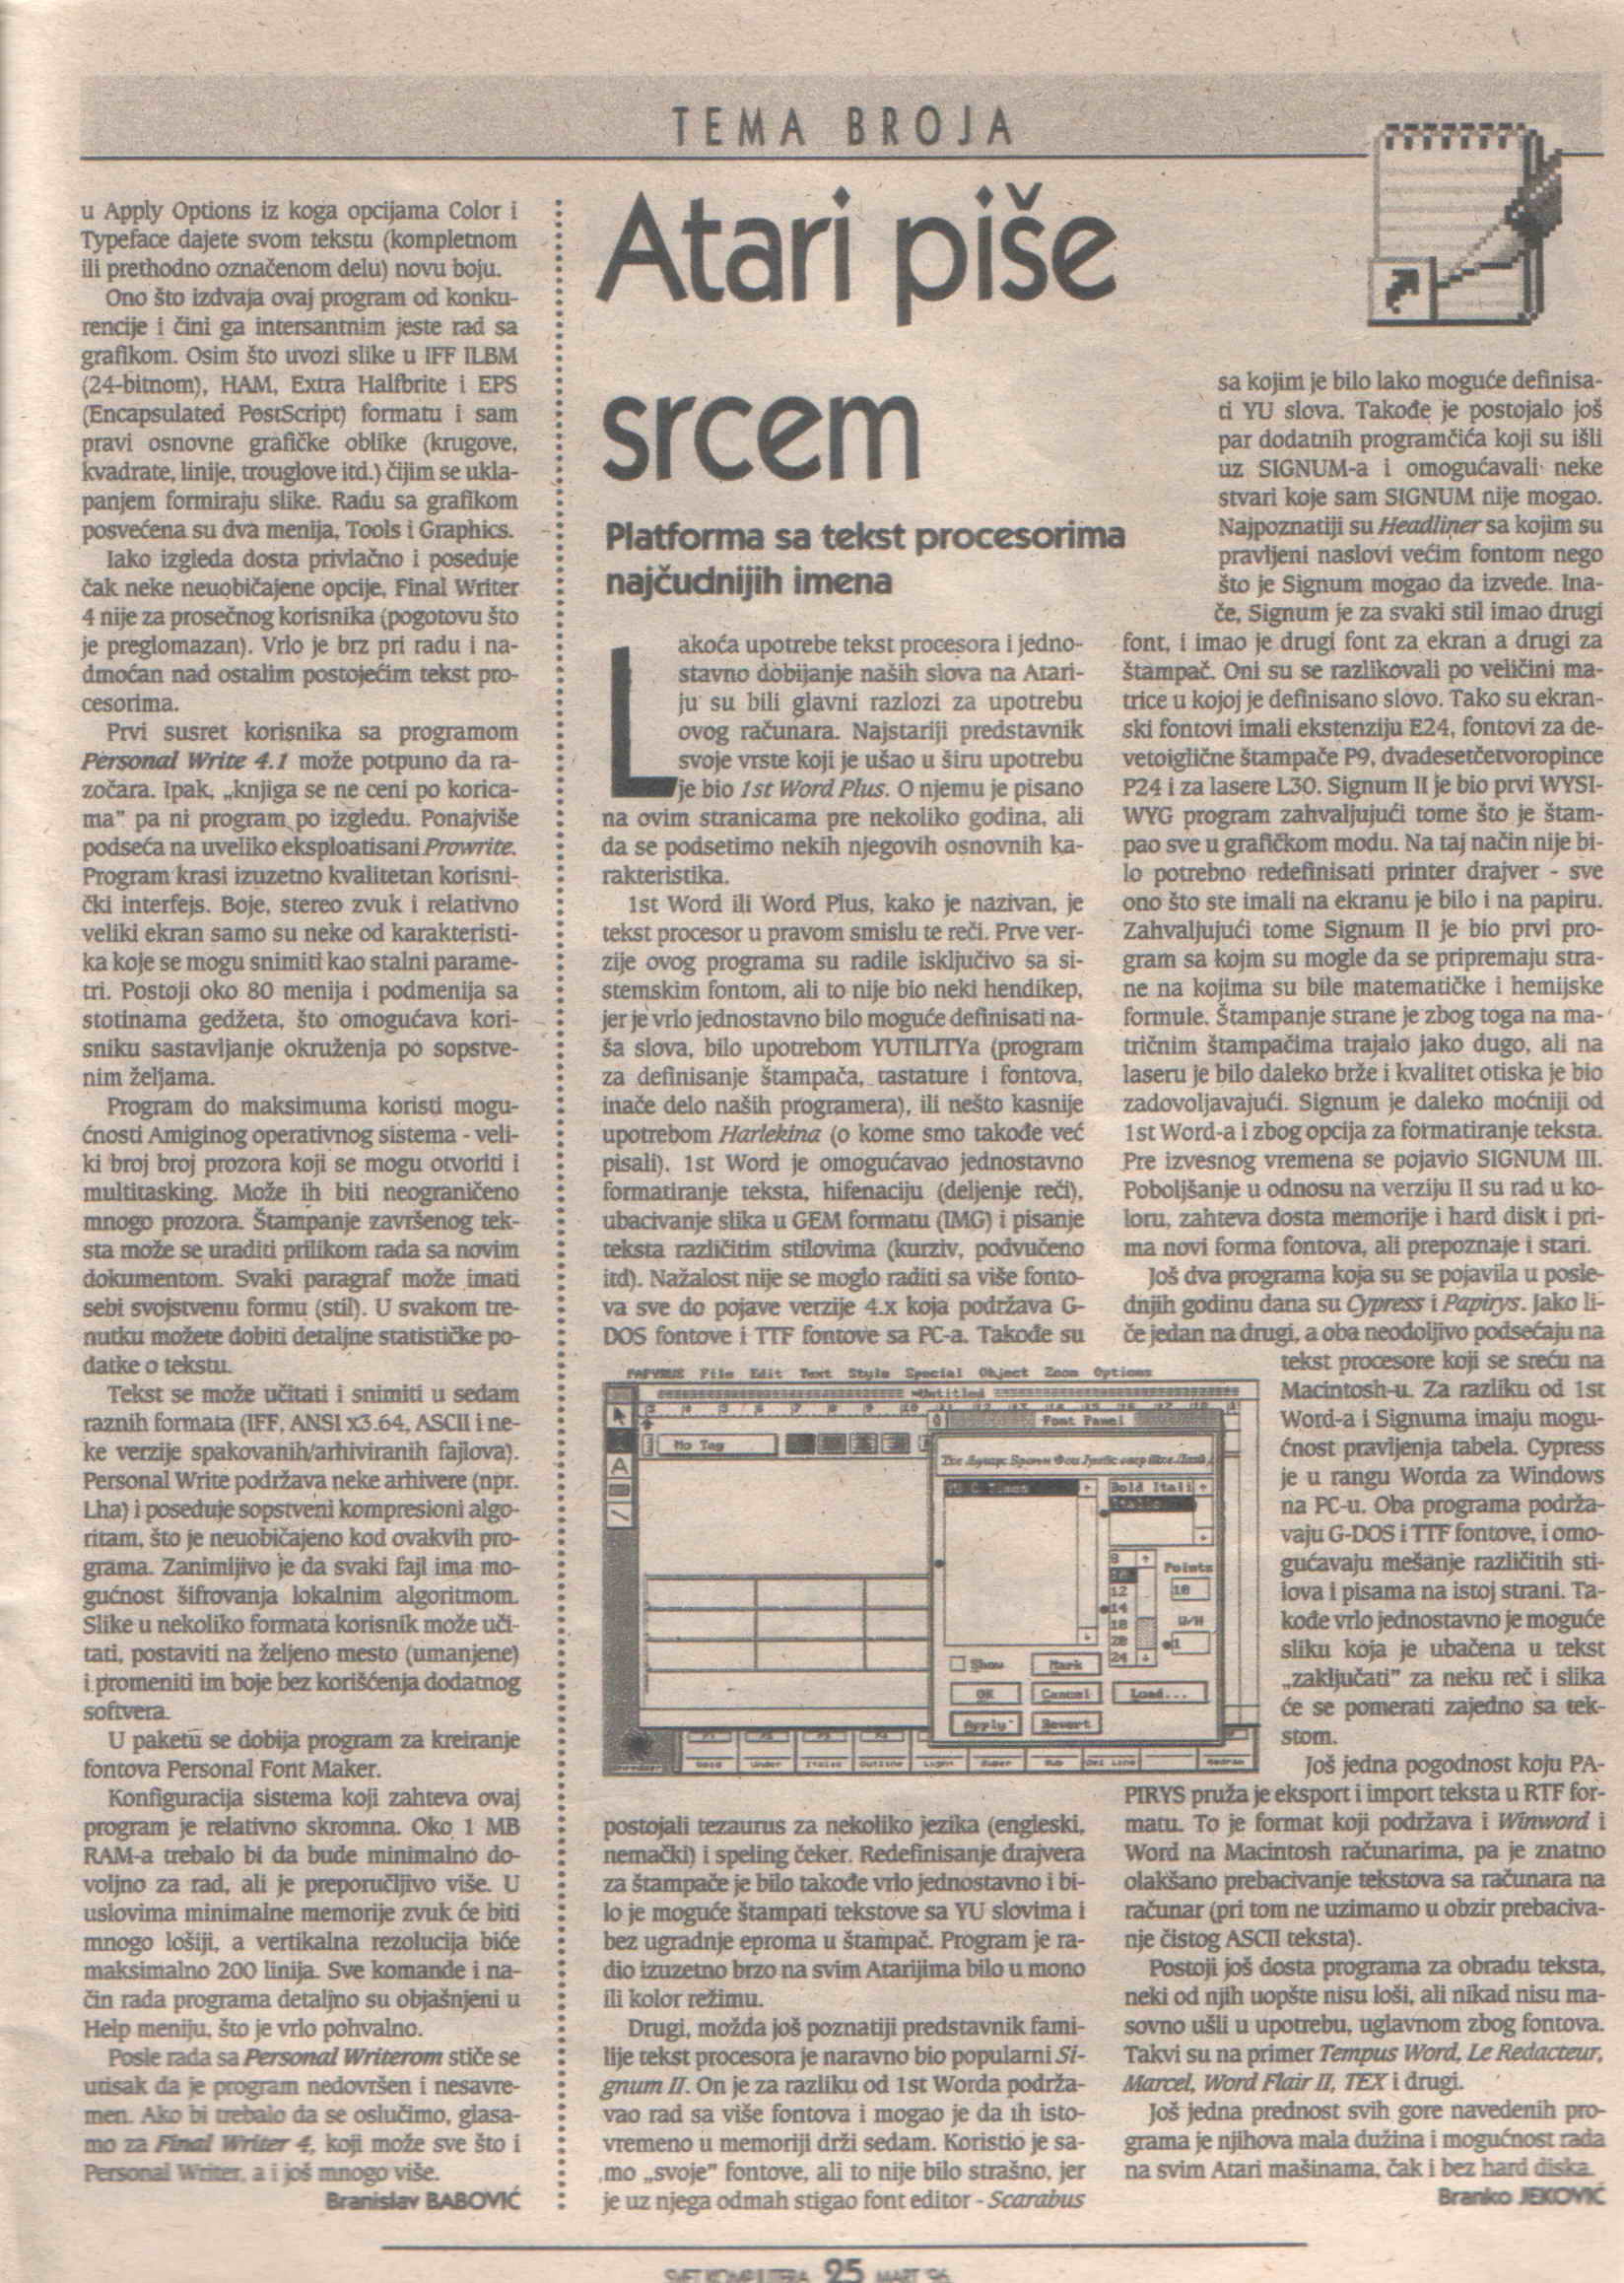 TEMA BROJA
u Apply Options iz koga opcijama Color i
Typeface dajete svom tekstu (kompletnom
ili prethodno označenom delu) novu boju.
Ono što izdvaja ovaj program od konku-
rencije i čini ga intersantnim jeste rad sa
grafikom. Osim što uvozi slike u IFF ILBM
(24-bitnom), HAM, Extra Halfbrite i EPS
(Encapsulated PostScript) formatu i sam
pravi osnovne grafičke oblike (krugove,
kvadrate, linije, trouglove itd.) čijim se ukla-
panjem formiraju slike. Radu sa grafikom
posvećena su dva menija, Tools i Graphics.
Iako izgleda dosta privlačno i poseduje
čak neke neuobičajene opcije, Final Writer
4 nije za prosečnog korisnika (pogotovu što
je preglomazan). Vrlo je brz pri radu i na-
dmoćan nad ostalim postojećim tekst pro-
cesorima.
Prvi susret korisnika sa programom
Personal Write 4.1 može potpuno da ra-
zočara. Ipak, „knjiga se ne ceni po korica-
ma" pa ni program po izgledu. Ponajviše
podseća na uveliko eksploatisani Prowrite.
Program krasi izuzetno kvalitetan korisni-
čki interfejs. Boje, stereo zvuk i relativno
veliki ekran samo su neke od karakteristi-
ka koje se mogu snimiti kao stalni parame-
tri. Postoji oko 80 menija i podmenija sa
stotinama gedžeta, što omogućava kori-
sniku sastavljanje okruženja po sopstve-
nim željama.
Program do maksimuma koristi mogu-
ćnosti Amiginog operativnog sistema - veli-
ki broj broj prozora koji se mogu otvoriti i
multitasking. Može ih biti neograničeno
mnogo prozora. Štampanje završenog tek-
sta može se uraditi prilikom rada sa novim
dokumentom. Svaki paragraf može imati
sebi svojstvenu formu (stil). U svakom tre-
nutku možete dobiti detaljne statističke po-
datke o tekstu.
Tekst se može učitati i snimiti u sedam
raznih formata (IFF, ANSI x3.64, ASCII i ne-
ke verzije spakovanih/arhiviranih fajlova).
Personal Write podržava neke arhivere (npr.
Lha) i poseduje sopstveni kompresioni algo-
ritam, što je neuobičajeno kod ovakvih pro-
grama. Zanimljivo je da svaki fajl ima mo-
gućnost šifrovanja lokalnim algoritmom.
Slike u nekoliko formata korisnik može uči-
tati, postaviti na željeno mesto (umanjene)
i promeniti im boje bez korišćenja dodatnog
softvera.
U paketu se dobija program za kreiranje
fontova Personal Font Maker.
Konfiguracija sistema koji zahteva ovaj
program je relativno skromna. Oko 1 MB
RAM-a trebalo bi da bude minimalno do-
voljno za rad, ali je preporučljivo više. U
uslovima minimalne memorije zvuk će biti
mnogo lošiji, a vertikalna rezolucija biće
maksimalno 200 linija. Sve komande i na-
čin rada programa detaljno su objašnjeni u
Help meniju, što je vrlo pohvalno.
Posle rada sa Personal Writerom stiče se
utisak da je program nedovršen i nesavre-
men. Ako bi trebalo da se oslučimo, glasa-
mo za Final Writer 4, koji može sve što i
Personal Writer, a i još mnogo više.
Branislav BABOVIĆ
Atari piše
srcem
Platforma sa tekst procesorima
najčudnijih imena
Lakoća upotrebe tekst procesora i jedno-
stavno dobijanje naših slova na Atari-
ju su bili glavni razlozi za upotrebu
ovog računara. Najstariji predstavnik
svoje vrste koji je ušao u širu upotrebu
je bio 1st Word Plus. O njemu je pisano
na ovim stranicama pre nekoliko godina, ali
da se podsetimo nekih njegovih osnovnih ka-
rakteristika.
1st Word ili Word Plus, kako je nazivan, je
tekst procesor u pravom smislu te reči. Prve ver-
zije ovog programa su radile isključivo sa si-
stemskim fontom, ali to nije bio neki hendikep,
jer je vrlo jednostavno bilo moguće definisati na-
ša slova, bilo upotrebom YUTILITYa (program
za definisanje štampača, tastature i fontova,
inače delo naših programera), ili nešto kasnije
upotrebom Harlekina (o kome smo takođe već
pisali). 1st Word je omogućavao jednostavno
formatiranje teksta, hifenaciju (deljenje reči),
ubacivanje slika u GEM formatu (IMG) i pisanje
teksta različitim stilovima (kurziv, podvučeno
itd). Nažalost nije se moglo raditi sa više fonto-
va sve do pojave verzije 4.x koja podržava G-
DOS fontove i TTF fontove sa PC-a. Takođe su
PAPYRUS File Edit Text Style Special Object Zoom Options
Untitled
Font Panel
No Tag
A
YU C Times
Bold Itali
Italic
8
10
12
14
18
20
24
Points
10
W/H
1
Show
Mark
OK
Cancel
Load...
Apply
Revert
F1 F2 F3 F4
Bold Under Italic Outline Light Super Sub Del Line Redraw
postojali tezaurus za nekoliko jezika (engleski,
nemački) i speling čeker. Redefinisanje drajvera
za štampače je bilo takođe vrlo jednostavno i bi-
lo je moguće štampati tekstove sa YU slovima i
bez ugradnje eproma u štampač. Program je ra-
dio izuzetno brzo na svim Atarijima bilo u mono
ili kolor režimu.
Drugi, možda još poznatiji predstavnik fami-
lije tekst procesora je naravno bio popularni Si-
gnum II. On je za razliku od 1st Worda podrža-
vao rad sa više fontova i mogao je da ih isto-
vremeno u memoriji drži sedam. Koristio je sa-
mo „svoje" fontove, ali to nije bilo strašno, jer
je uz njega odmah stigao font editor - Scarabus
sa kojim je bilo lako moguće definisa-
ti YU slova. Takođe je postojalo još
par dodatnih programčića koji su išli
uz SIGNUM-a i omogućavali neke
stvari koje sam SIGNUM nije mogao.
Najpoznatiji su Headliner sa kojim su
pravljeni naslovi većim fontom nego
što je Signum mogao da izvede. Ina-
če, Signum je za svaki stil imao drugi
font, i imao je drugi font za ekran a drugi za
štampač. Oni su se razlikovali po veličini ma-
trice u kojoj je definisano slovo. Tako su ekran-
ski fontovi imali ekstenziju E24, fontovi za de-
vetoiglične štampače P9, dvadesetčetvoropince
P24 i za lasere L30. Signum II je bio prvi WYSI-
WYG program zahvaljujući tome što je štam-
pao sve u grafičkom modu. Na taj način nije bi-
lo potrebno redefinisati printer drajver - sve
ono što ste imali na ekranu je bilo i na papiru.
Zahvaljujući tome Signum II je bio prvi pro-
gram sa kojm su mogle da se pripremaju stra-
ne na kojima su bile matematičke i hemijske
formule. Štampanje strane je zbog toga na ma-
tričnim štampačima trajalo jako dugo, ali na
laseru je bilo daleko brže i kvalitet otiska je bio
zadovoljavajući. Signum je daleko moćniji od
1st Word-a i zbog opcija za formatiranje teksta.
Pre izvesnog vremena se pojavio SIGNUM III.
Poboljšanje u odnosu na verziju II su rad u ko-
loru, zahteva dosta memorije i hard disk i pri-
ma novi forma fontova, ali prepoznaje i stari.
Još dva programa koja su se pojavila u posle-
dnjih godinu dana su Cypress i Papirys. Jako li-
če jedan na drugi, a oba neodoljivo podsećaju na
tekst procesore koji se sreću na
Macintosh-u. Za razliku od 1st
Word-a i Signuma imaju mogu-
ćnost pravljenja tabela. Cypress
je u rangu Worda za Windows
na PC-u. Oba programa podrža-
vaju G-DOS i TTF fontove, i omo-
gućavaju mešanje različitih sti-
lova i pisama na istoj strani. Ta-
kođe vrlo jednostavno je moguće
sliku koja je ubačena u tekst
„zaključati" za neku reč i slika
će se pomerati zajedno sa tek-
stom.
Još jedna pogodnost koju PA-
PIRYS pruža je eksport i import teksta u RTF for-
matu. To je format koji podržava i Winword i
Word na Macintosh računarima, pa je znatno
olakšano prebacivanje tekstova sa računara na
računar (pri tom ne uzimamo u obzir prebaciva-
nje čistog ASCII teksta).
Postoji još dosta programa za obradu teksta,
neki od njih uopšte nisu loši, ali nikad nisu ma-
sovno ušli u upotrebu, uglavnom zbog fontova.
Takvi su na primer Tempus Word, Le Redacteur,
Marcel, Word Flair II, TEX i drugi.
Još jedna prednost svih gore navedenih pro-
grama je njihova mala dužina i mogućnost rada
na svim Atari mašinama, čak i bez hard diska.
Branko JEKOVIĆ
SVET KOMPJUTERA 25 MART '96.